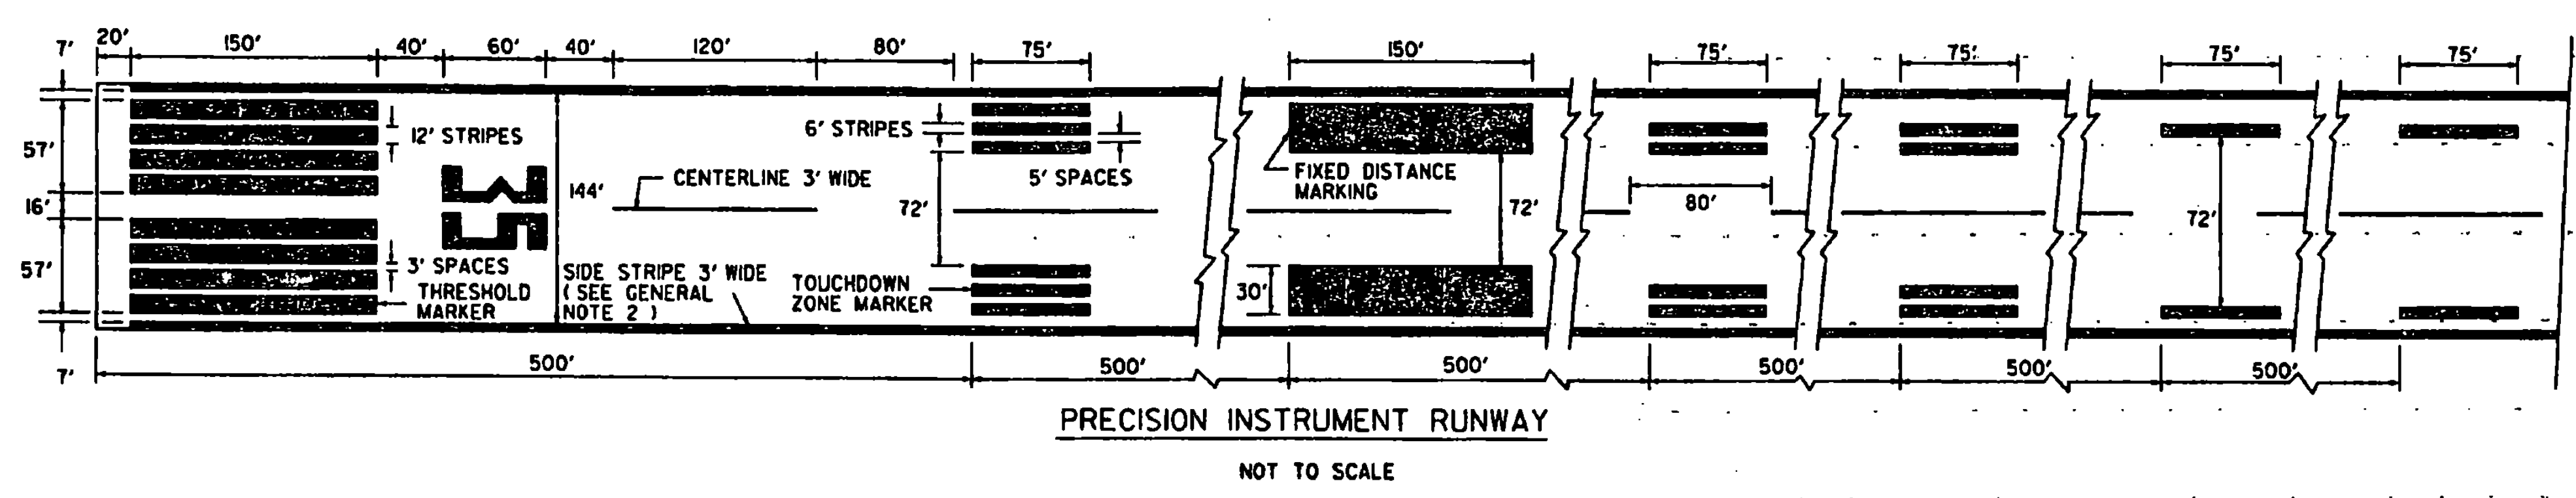 7' 20' 150' 40' 60' 40' 120' 80' 75' 150' 75' 75' 75' 75'
57'
16'
57'
7'
12' STRIPES
3' SPACES
THRESHOLD
MARKER
144'
CENTERLINE 3' WIDE
SIDE STRIPE 3' WIDE
( SEE GENERAL
NOTE 2 )
6' STRIPES
5' SPACES
72'
TOUCHDOWN
ZONE MARKER
FIXED DISTANCE
MARKING
72'
30'
80'
72'
500' 500' 500' 500' 500' 500'
PRECISION INSTRUMENT RUNWAY
NOT TO SCALE